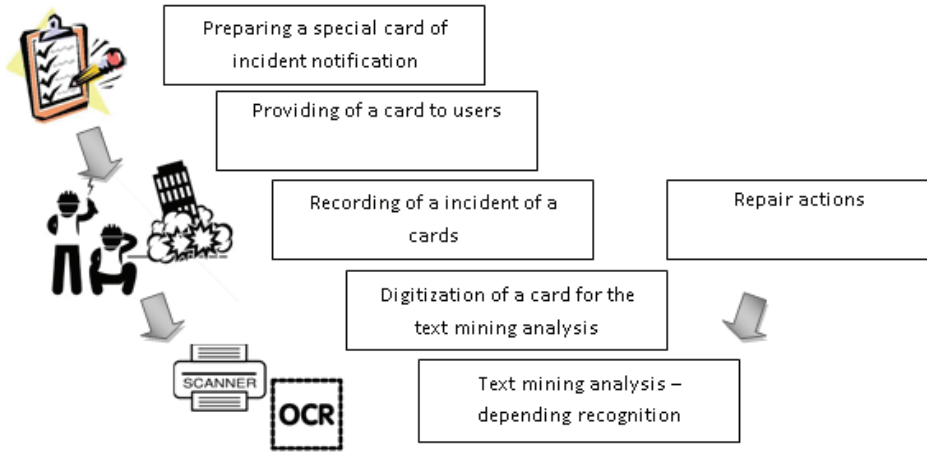 Preparing a special card of
incident notification
Providing of a card to users
Recording of a incident of a
cards
Repair actions
Digitization of a card for the
text mining analysis
SCANNER
OCR
Text mining analysis –
depending recognition